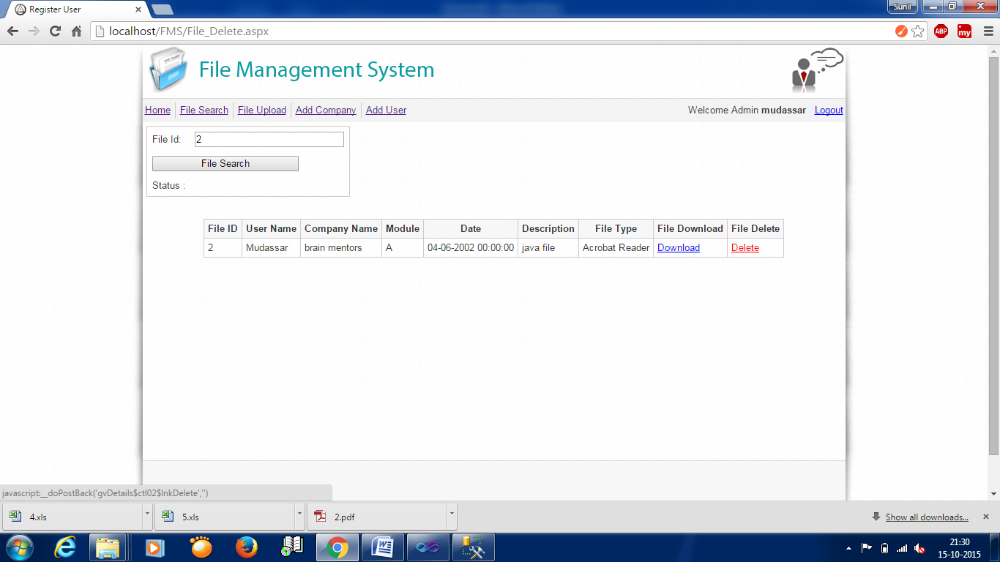 Register User
Sunil
localhost/FMS/File_Delete.aspx
ABP
my
File Management System
Home File Search File Upload Add Company Add User Welcome Admin mudassar Logout
File Id: 2
File Search
Status :
File ID User Name Company Name Module Date Description File Type File Download File Delete
2 Mudassar brain mentors A 04-06-2002 00:00:00 java file Acrobat Reader Download Delete
javascript:__doPostBack('gvDetails$ctl02$lnkDelete','')
4.xls 5.xls 2.pdf Show all downloads...
21:30
15-10-2015